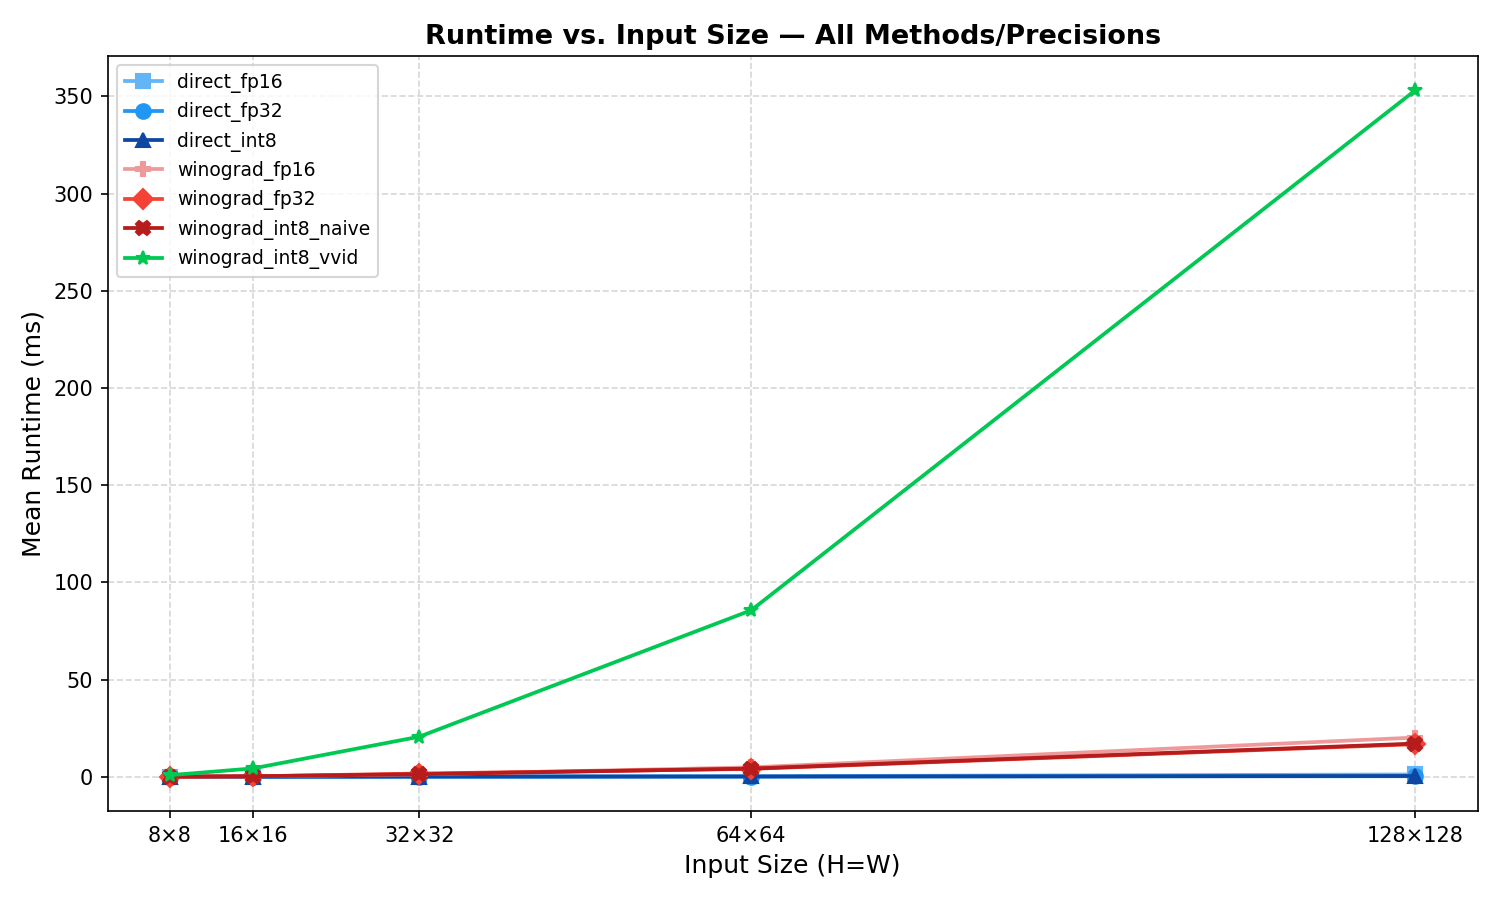 Runtime vs. Input Size — All Methods/Precisions
direct_fp16
direct_fp32
direct_int8
winograd_fp16
winograd_fp32
winograd_int8_naive
winograd_int8_vvid
Mean Runtime (ms)
350
300
250
200
150
100
50
0
8×8 16×16 32×32 64×64 128×128
Input Size (H=W)